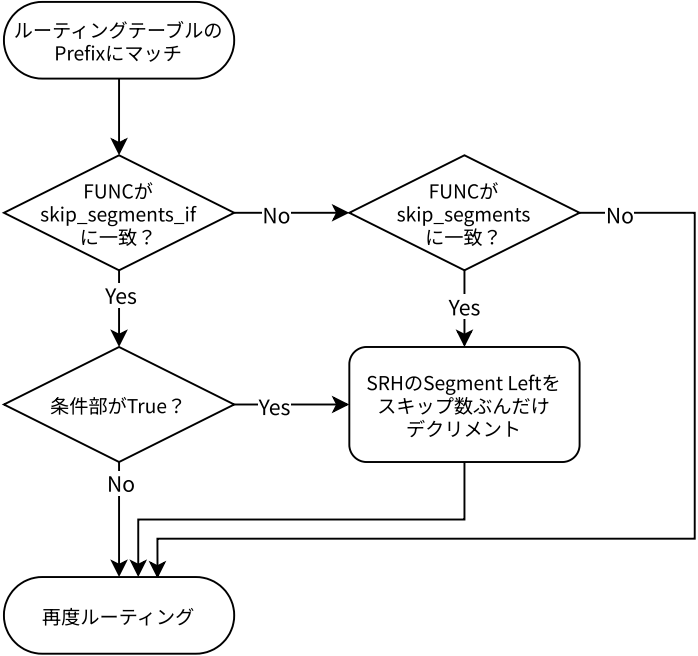 ルーティングテーブルの
Prefixにマッチ
FUNCが
skip_segments_if
に一致？
No
FUNCが
skip_segments
に一致？
No
Yes
Yes
条件部がTrue？
Yes
SRHのSegment Leftを
スキップ数ぶんだけ
デクリメント
No
再度ルーティング